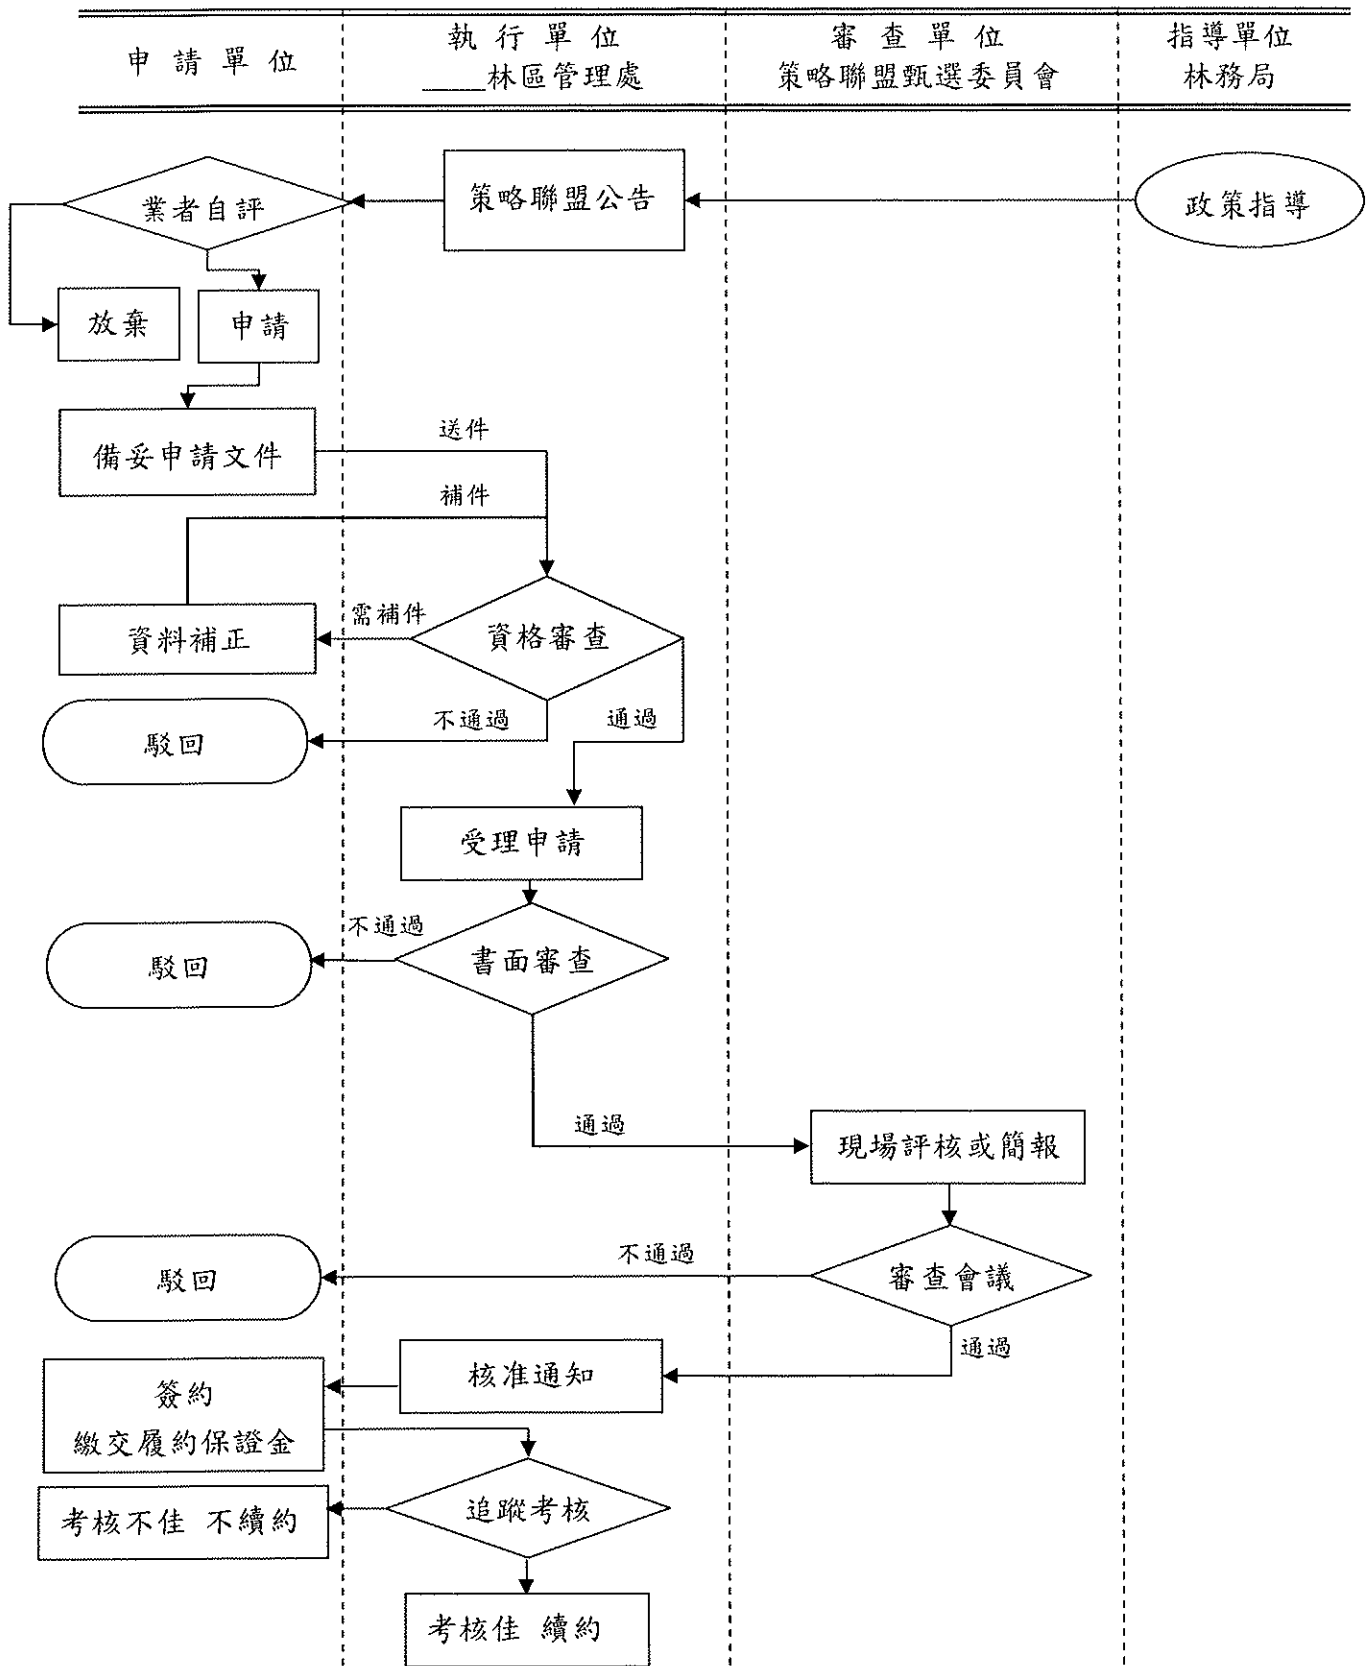 申請單位
執行單位
____林區管理處
審查單位
策略聯盟甄選委員會
指導單位
林務局
業者自評
策略聯盟公告
政策指導
放棄
申請
備妥申請文件
送件
補件
資料補正
需補件
資格審查
駁回
不通過
通過
受理申請
駁回
不通過
書面審查
通過
現場評核或簡報
駁回
不通過
審查會議
通過
核准通知
簽約
繳交履約保證金
考核不佳 不續約
追蹤考核
考核佳 續約